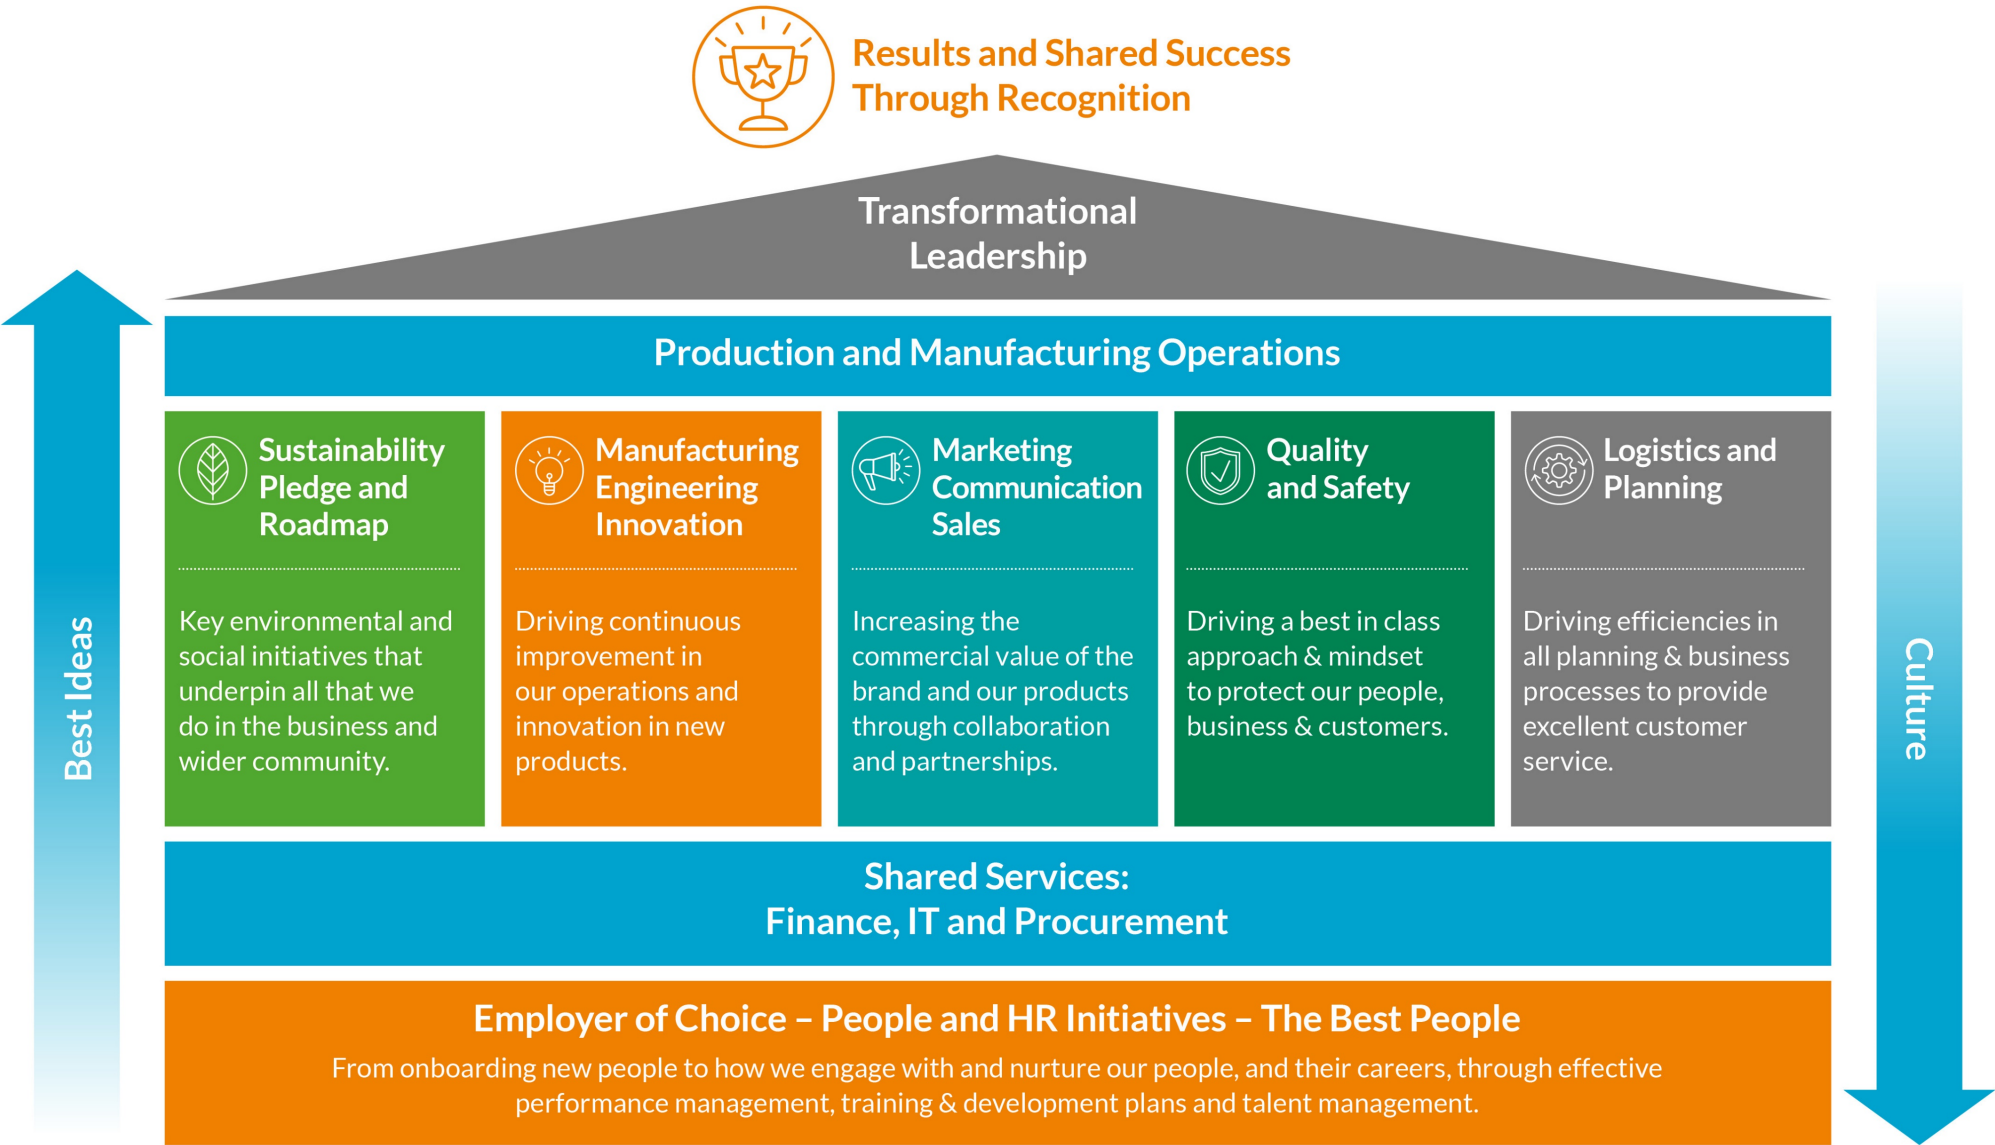 Results and Shared Success
Through Recognition
Transformational
Leadership
Production and Manufacturing Operations
Sustainability
Pledge and
Roadmap
Key environmental and
social initiatives that
underpin all that we
do in the business and
wider community.
Manufacturing
Engineering
Innovation
Driving continuous
improvement in
our operations and
innovation in new
products.
Marketing
Communication
Sales
Increasing the
commercial value of the
brand and our products
through collaboration
and partnerships.
Quality
and Safety
Driving a best in class
approach & mindset
to protect our people,
business & customers.
Logistics and
Planning
Driving efficiencies in
all planning & business
processes to provide
excellent customer
service.
Best Ideas
Culture
Shared Services:
Finance, IT and Procurement
Employer of Choice – People and HR Initiatives – The Best People
From onboarding new people to how we engage with and nurture our people, and their careers, through effective
performance management, training & development plans and talent management.